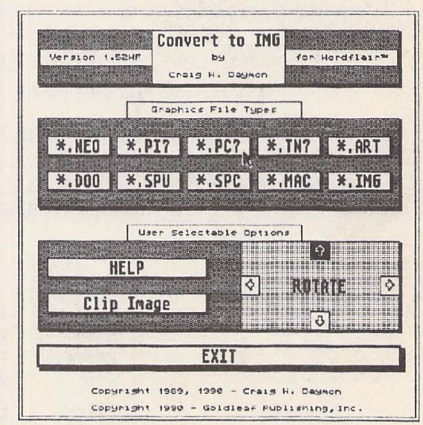 Convert to IMG
Version 1.52WF by for Wordflair™
Craig W. Daymon
Graphics File Types
*.NEO *.PI? *.PC? *.TN? *.ART
*.DOO *.SPU *.SPC *.MAC *.IMG
User Selectable Options
HELP
ROTATE
Clip Image
EXIT
Copyright 1989, 1990 - Craig W. Daymon
Copyright 1990 - Goldleaf Publishing, Inc.